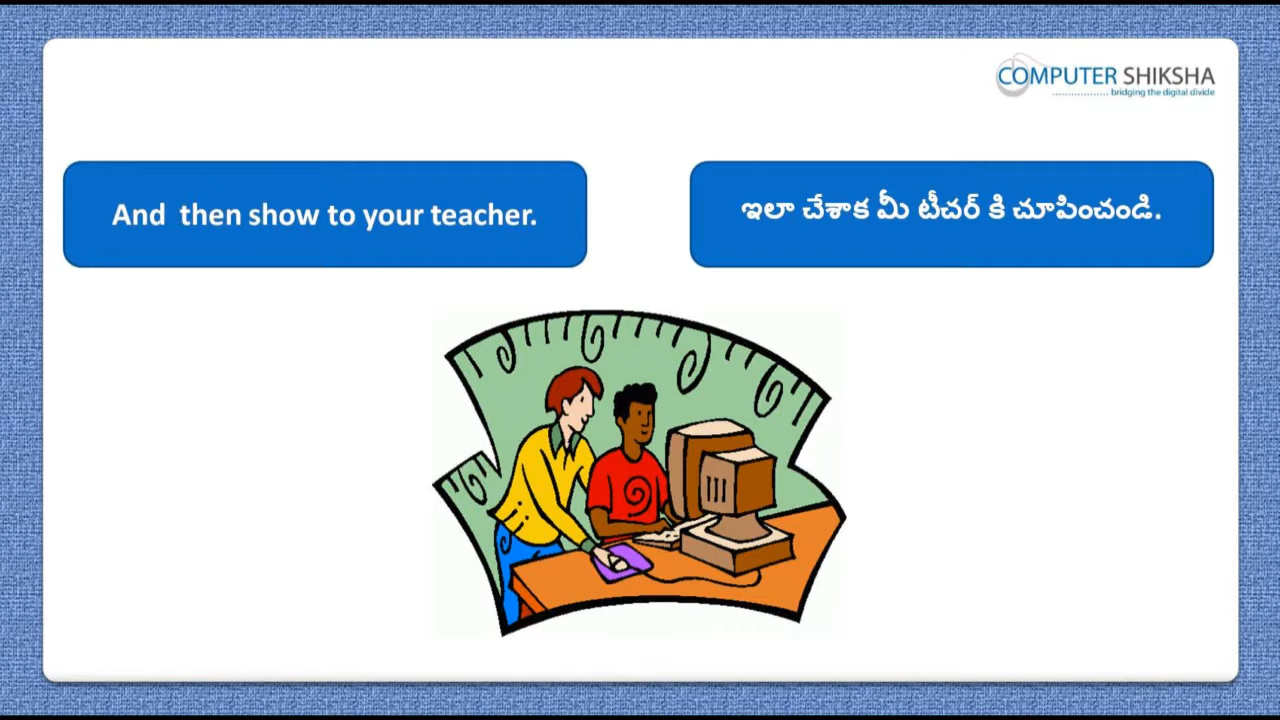 COMPUTER SHIKSHA
.................. bridging the digital divide
And then show to your teacher.
ఇలా చేశాక మీ టీచర్ కి చూపించండి.